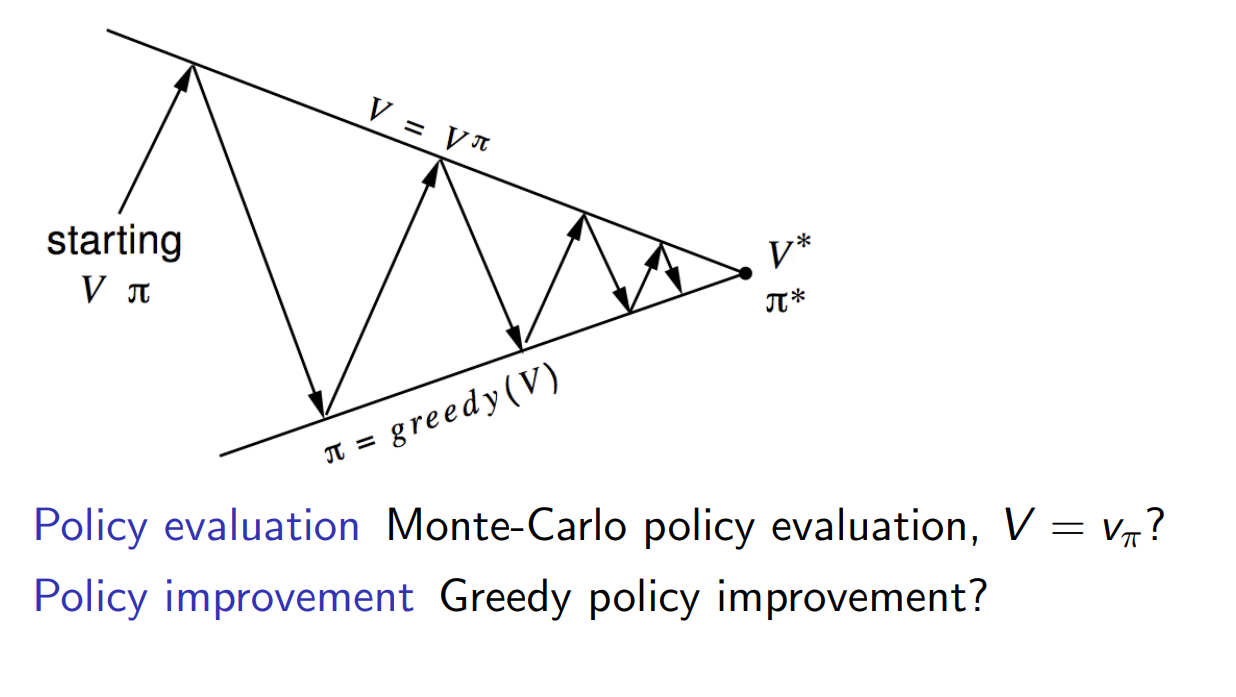 V = Vπ
starting
V π
V*
π*
π = greedy(V)
Policy evaluation Monte-Carlo policy evaluation, V = vπ?
Policy improvement Greedy policy improvement?